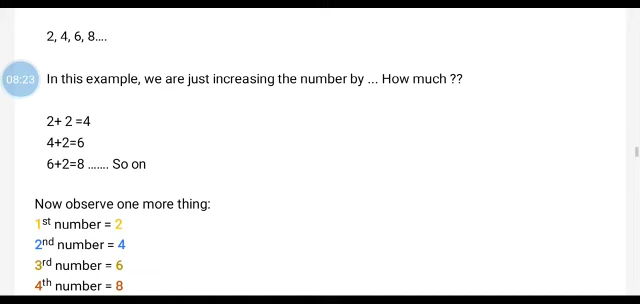 2, 4, 6, 8....
08:23
In this example, we are just increasing the number by ... How much ??
2+ 2 =4
4+2=6
6+2=8 ....... So on
Now observe one more thing:
1st number = 2
2nd number = 4
3rd number = 6
4th number = 8